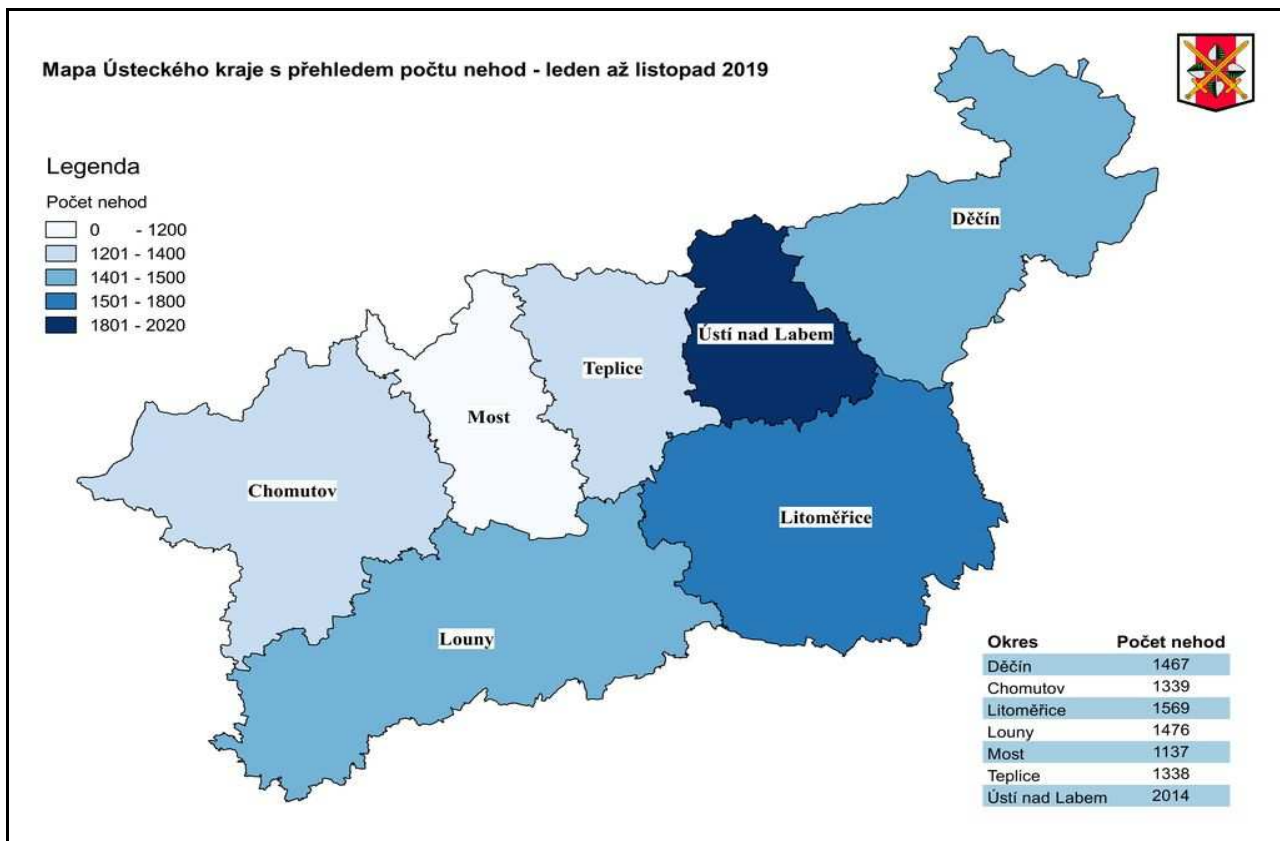 Mapa Ústeckého kraje s přehledem počtu nehod - leden až listopad 2019
Legenda
Počet nehod
0 - 1200
1201 - 1400
1401 - 1500
1501 - 1800
1801 - 2020
Děčín
Ústí nad Labem
Teplice
Most
Chomutov
Litoměřice
Louny
Okres Počet nehod
Děčín 1467
Chomutov 1339
Litoměřice 1569
Louny 1476
Most 1137
Teplice 1338
Ústí nad Labem 2014